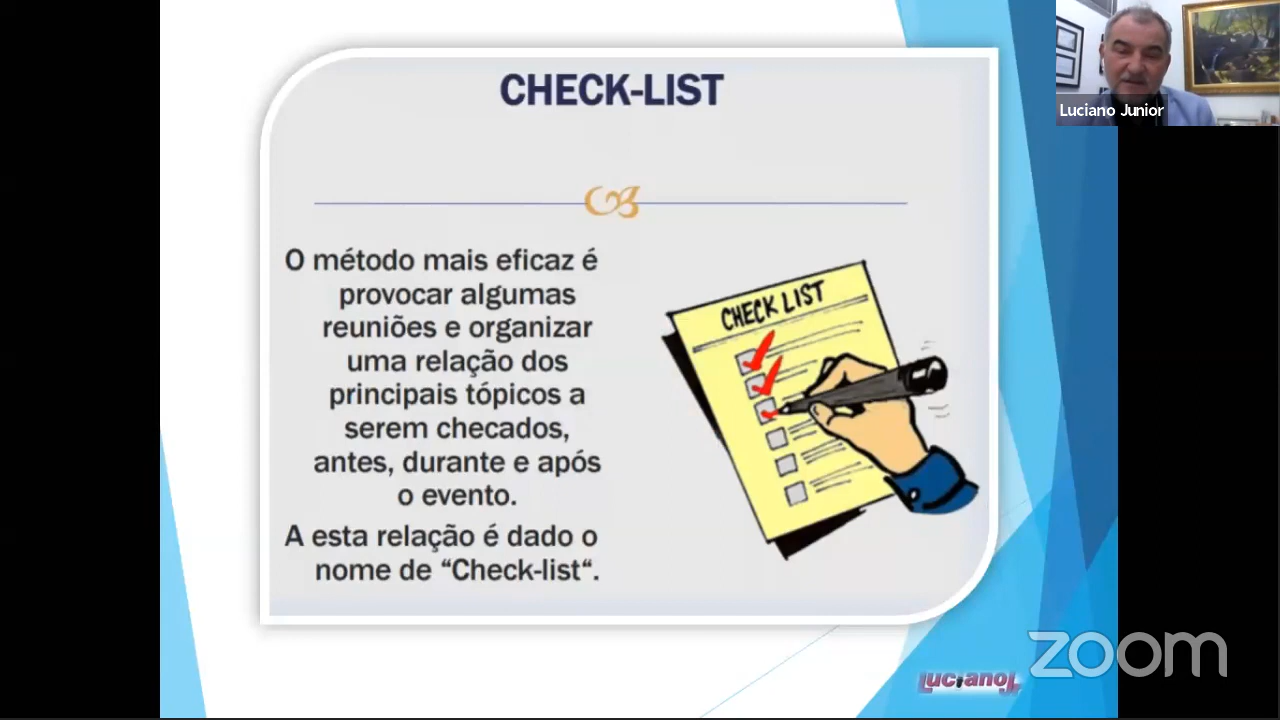 Luciano Junior
CHECK-LIST
O método mais eficaz é
provocar algumas
reuniões e organizar
uma relação dos
principais tópicos a
serem checados,
antes, durante e após
o evento.
A esta relação é dado o
nome de “Check-list“.
CHECK LIST
LucianoJr.
zoom